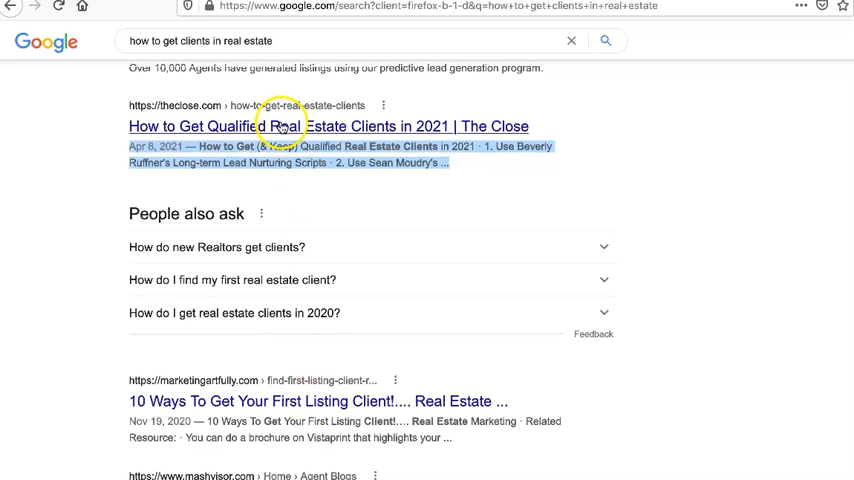 https://www.google.com/search?client=firefox-b-1-d&q=how+to+get+clients+in+real+estate
Google
how to get clients in real estate
Over 10,000 Agents have generated listings using our predictive lead generation program.
https://theclose.com › how-to-get-real-estate-clients
How to Get Qualified Real Estate Clients in 2021 | The Close
Apr 8, 2021 — How to Get (& Keep) Qualified Real Estate Clients in 2021 · 1. Use Beverly
Ruffner's Long-term Lead Nurturing Scripts · 2. Use Sean Moudry's ...
People also ask
How do new Realtors get clients?
How do I find my first real estate client?
How do I get real estate clients in 2020?
Feedback
https://marketingartfully.com › find-first-listing-client-r...
10 Ways To Get Your First Listing Client!.... Real Estate ...
Nov 19, 2020 — 10 Ways To Get Your First Listing Client!.... Real Estate Marketing · Related
Resource: · You can do a brochure on Vistaprint that highlights your ...
https://www.mashvisor.com › Home › Agent Blogs